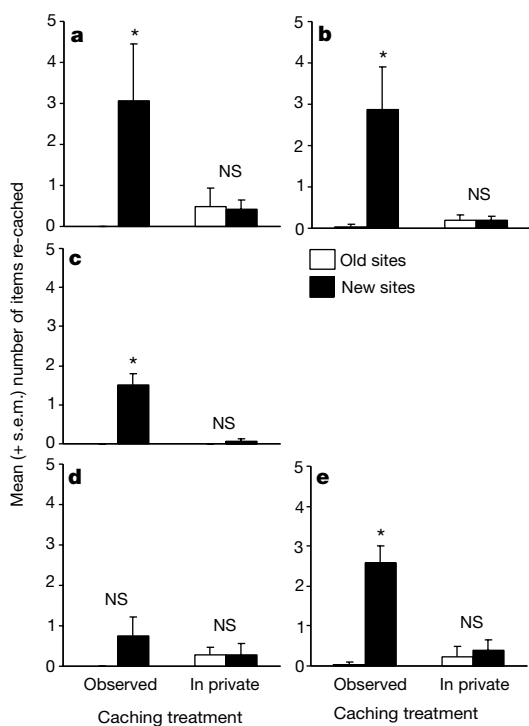 Mean (+ s.e.m.) number of items re-cached
a
5
4
3
2
1
0
*
NS
b
5
4
3
2
1
0
*
NS
Old sites
New sites
c
5
4
3
2
1
0
*
NS
d
5
4
3
2
1
0
NS
NS
Observed In private
Caching treatment
e
5
4
3
2
1
0
*
NS
Observed In private
Caching treatment